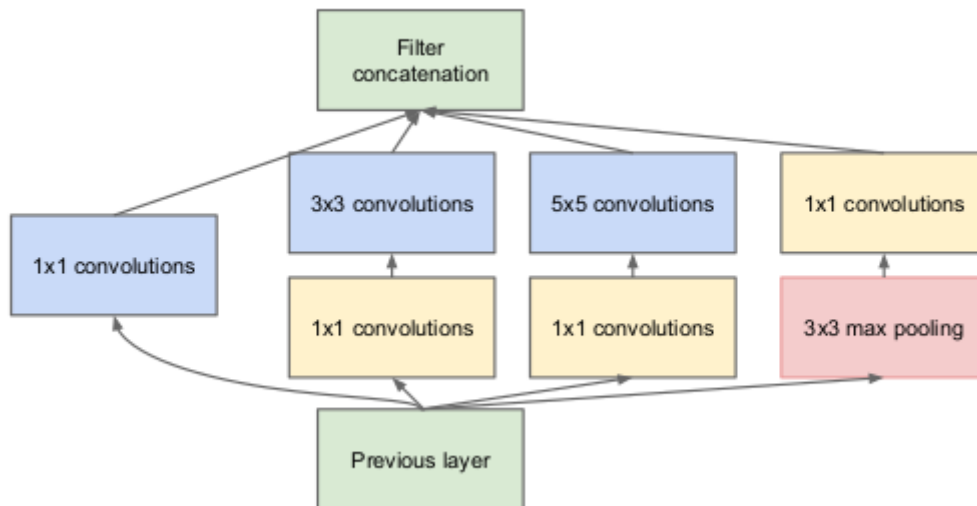 Filter
concatenation
3x3 convolutions
5x5 convolutions
1x1 convolutions
1x1 convolutions
1x1 convolutions
1x1 convolutions
3x3 max pooling
Previous layer